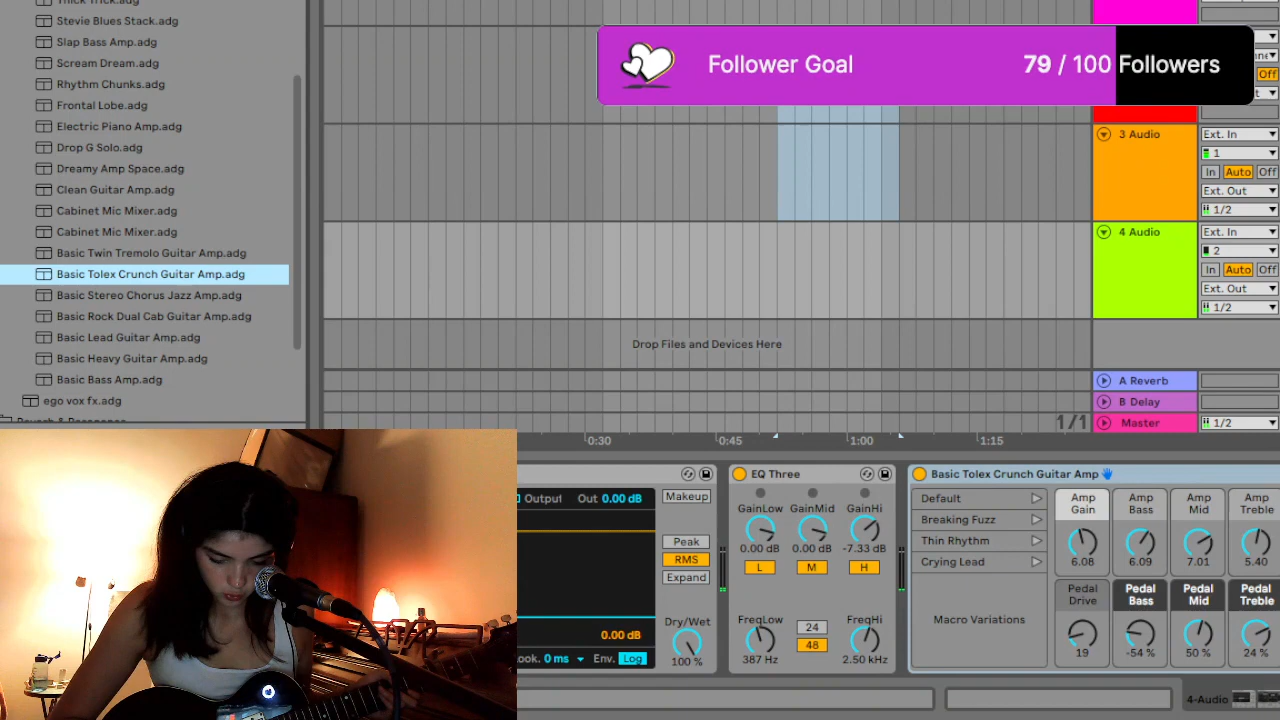 Thick Trick.adg
Stevie Blues Stack.adg
Slap Bass Amp.adg
Scream Dream.adg
Rhythm Chunks.adg
Frontal Lobe.adg
Electric Piano Amp.adg
Drop G Solo.adg
Dreamy Amp Space.adg
Clean Guitar Amp.adg
Cabinet Mic Mixer.adg
Cabinet Mic Mixer.adg
Basic Twin Tremolo Guitar Amp.adg
Basic Tolex Crunch Guitar Amp.adg
Basic Stereo Chorus Jazz Amp.adg
Basic Rock Dual Cab Guitar Amp.adg
Basic Lead Guitar Amp.adg
Basic Heavy Guitar Amp.adg
Basic Bass Amp.adg
ego vox fx.adg
Follower Goal 79 / 100 Followers
Off
3 Audio Ext. In
1
In Auto Off
Ext. Out
1/2
4 Audio Ext. In
2
In Auto Off
Ext. Out
1/2
Drop Files and Devices Here
A Reverb
B Delay
1/1 Master 1/2
0:30 0:45 1:00 1:15
Output Out 0.00 dB
Makeup
Peak
RMS
Expand
Dry/Wet
100 %
0.00 dB
0 ms Env. Log
EQ Three
GainLow GainMid GainHi
0.00 dB 0.00 dB -7.33 dB
L M H
FreqLow 24 FreqHi
48
387 Hz 2.50 kHz
Basic Tolex Crunch Guitar Amp
Default
Breaking Fuzz
Thin Rhythm
Crying Lead
Macro Variations
Amp Gain Amp Bass Amp Mid Amp Treble
6.08 6.09 7.01 5.40
Pedal Drive Pedal Bass Pedal Mid Pedal Treble
19 -54 % 50 % 24 %
4-Audio